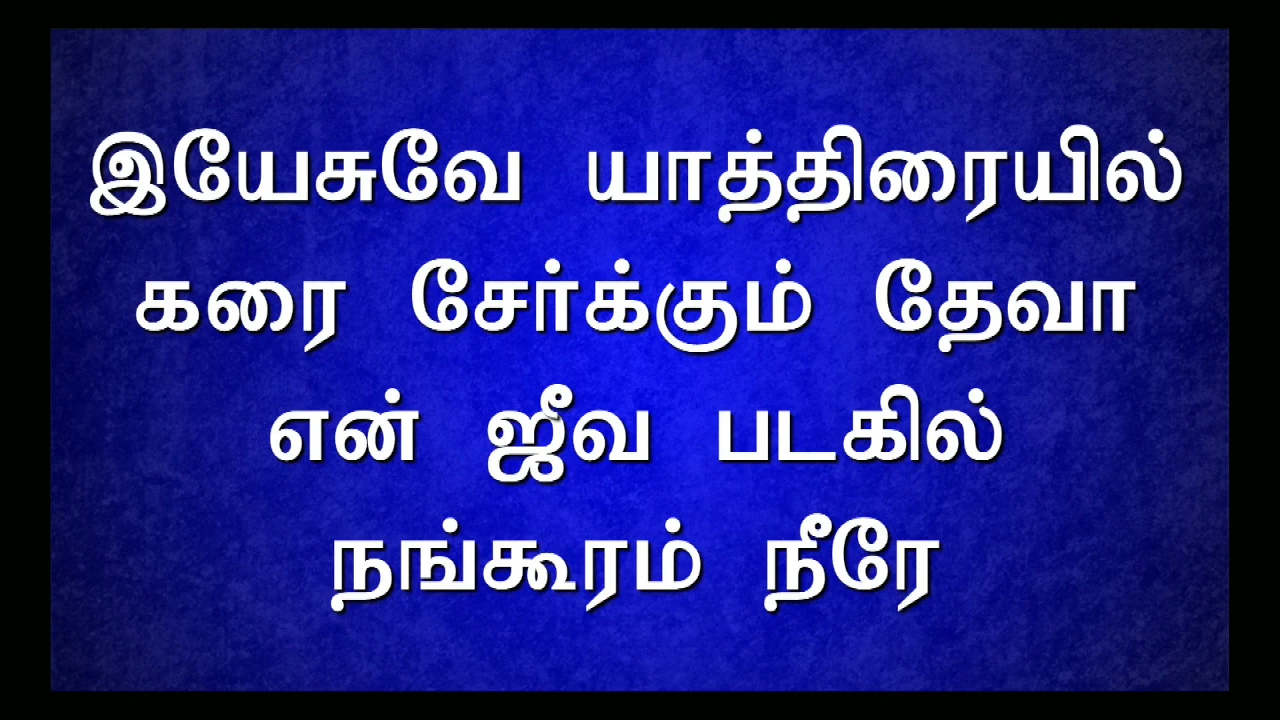 இயேசுவே யாத்திரையில்
கரை சேர்க்கும் தேவா
என் ஜீவ படகில்
நங்கூரம் நீரே